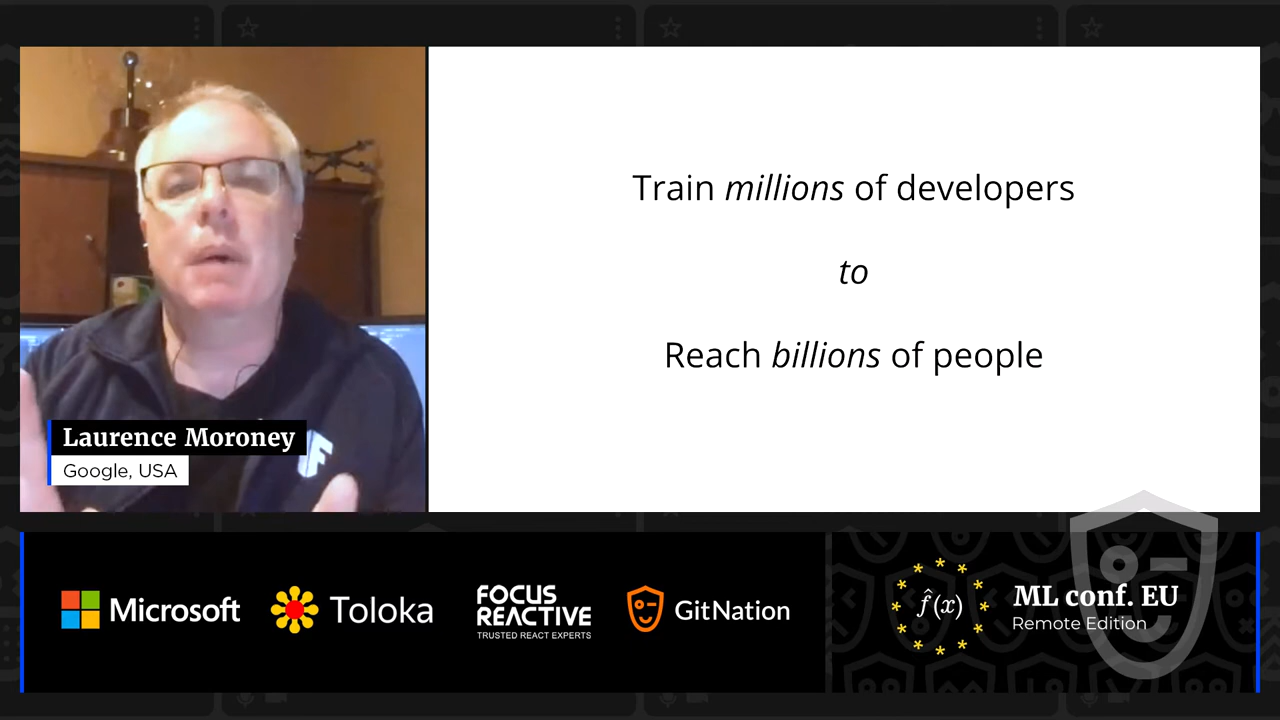 Train millions of developers
to
Reach billions of people
Laurence Moroney
Google, USA
F
Microsoft
Toloka
FOCUS
REACTIVE
TRUSTED REACT EXPERTS
GitNation
f̂(x)
ML conf. EU
Remote Edition